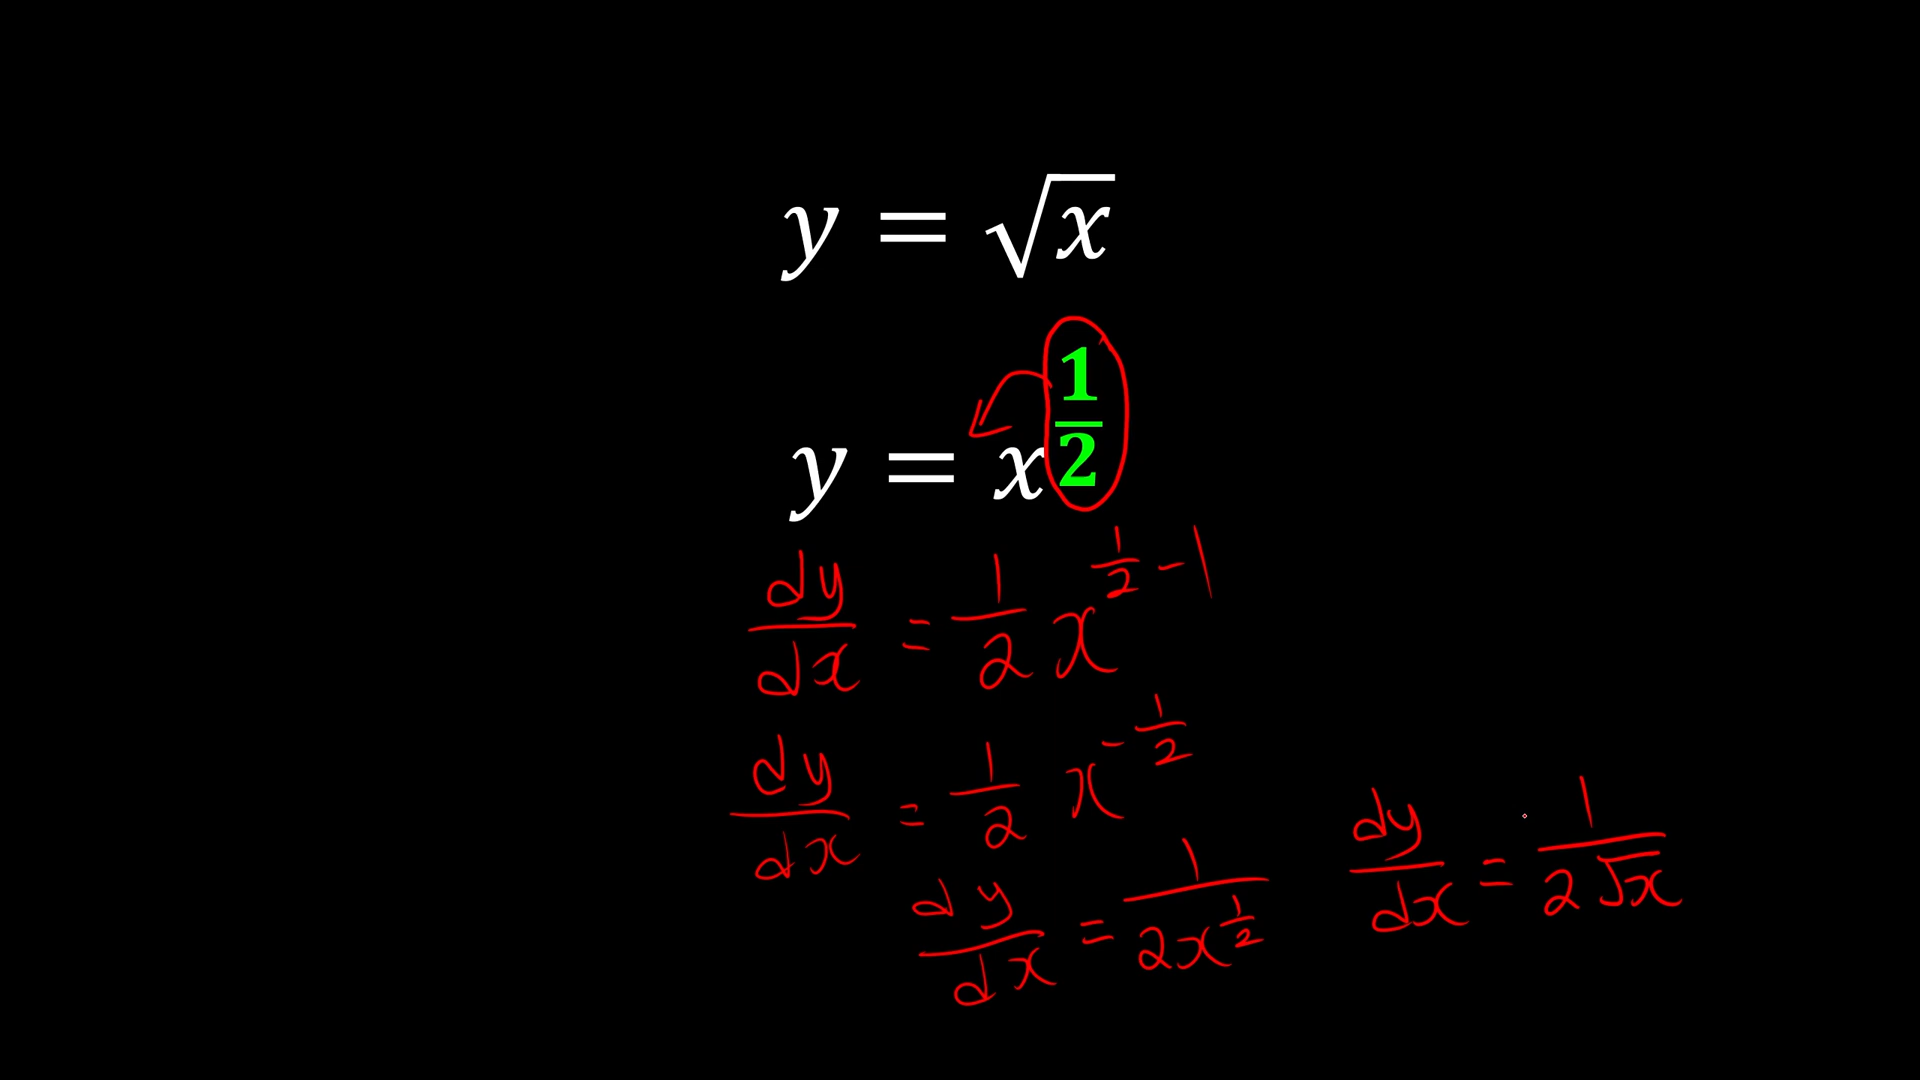 y = √x
y = x^(1/2)
dy/dx = 1/2 x^(1/2 - 1)
dy/dx = 1/2 x^(-1/2)
dy/dx = 1/(2x^(1/2))
dy/dx = 1/(2√x)